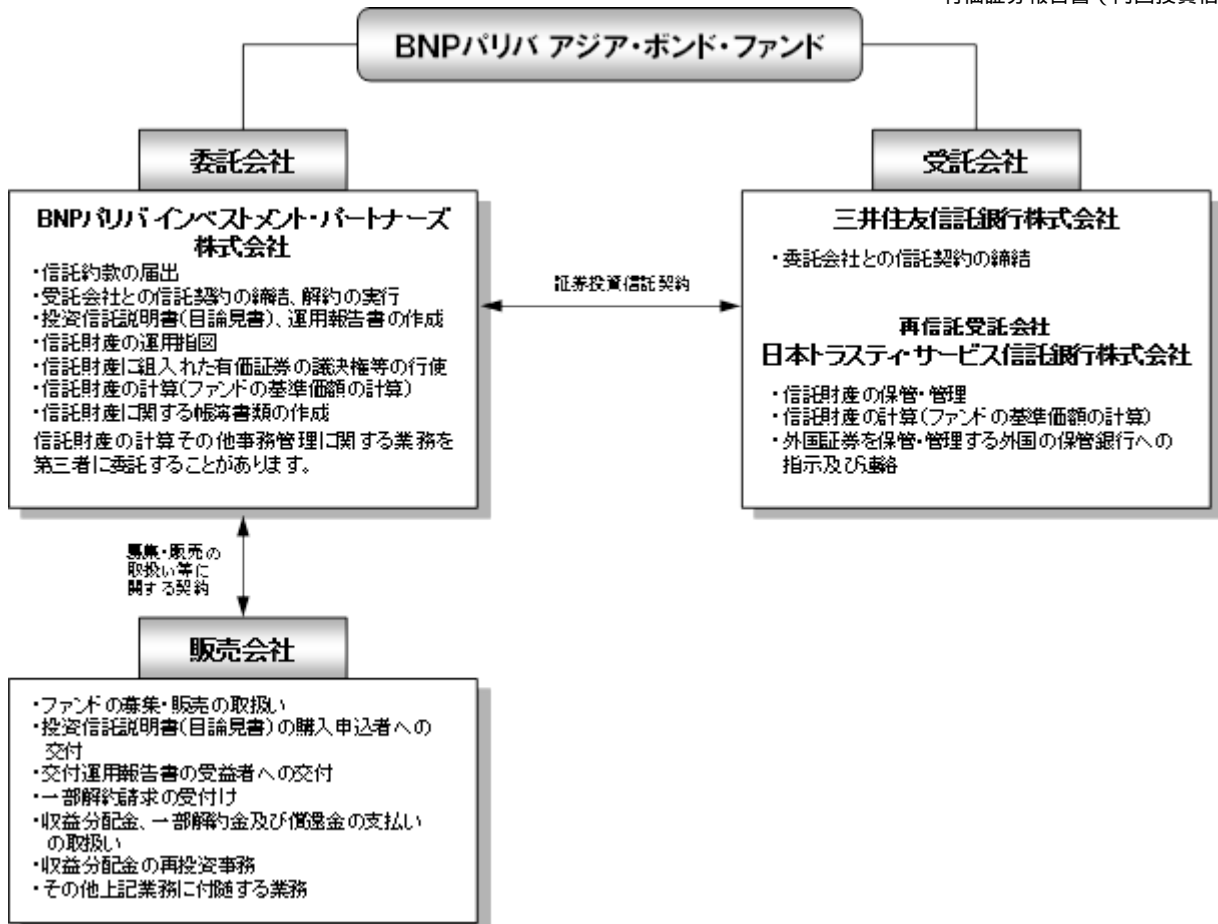 BNPパリバ アジア・ボンド・ファンド
委託会社
BNPパリバ インベストメント・パートナーズ
株式会社
・信託約款の届出
・受託会社との信託契約の締結、解約の実行
・投資信託説明書(目論見書)、運用報告書の作成
・信託財産の運用指図
・信託財産に組入れた有価証券の議決権等の行使
・信託財産の計算(ファンドの基準価額の計算)
・信託財産に関する帳簿書類の作成
信託財産の計算その他事務管理に関する業務を
第三者に委託することがあります。
証券投資信託契約
受託会社
三井住友信託銀行株式会社
・委託会社との信託契約の締結
再信託受託会社
日本トラスティ・サービス信託銀行株式会社
・信託財産の保管・管理
・信託財産の計算(ファンドの基準価額の計算)
・外国証券を保管・管理する外国の保管銀行への
指示及び連絡
募集・販売の
取扱い等に
関する契約
販売会社
・ファンドの募集・販売の取扱い
・投資信託説明書(目論見書)の購入申込者への
交付
・交付運用報告書の受益者への交付
・一部解約請求の受付け
・収益分配金、一部解約金及び償還金の支払い
の取扱い
・収益分配金の再投資事務
・その他上記業務に付随する業務